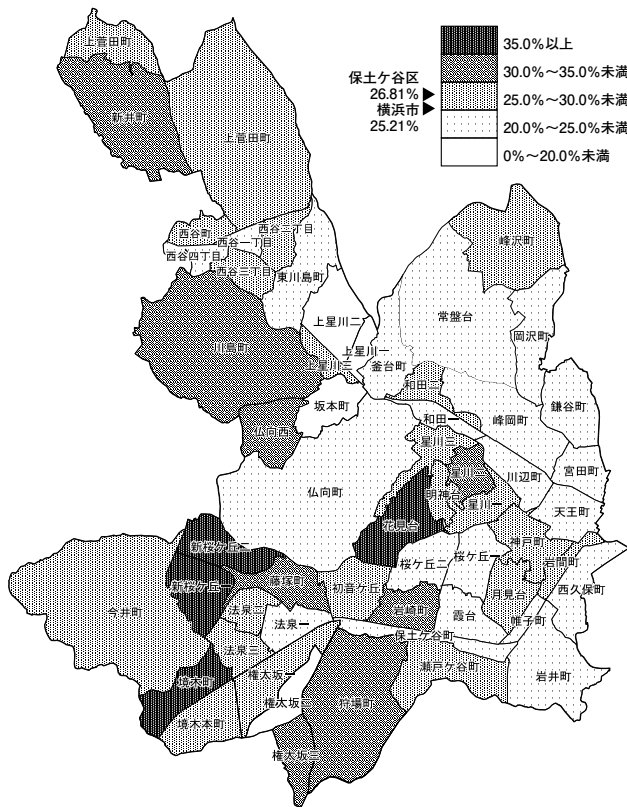 上菅田町
新井町
上菅田町
35.0%以上
30.0%～35.0%未満
25.0%～30.0%未満
20.0%～25.0%未満
0%～20.0%未満
保土ケ谷区
26.81%
横浜市
25.21%
西谷町
西谷二丁目
西谷一丁目
西谷四丁目
西谷三丁目
東川島町
峰沢町
常盤台
岡沢町
上星川二
上星川一
上星川三
川島町
釜台町
和田二
坂本町
和田一
峰岡町
鎌谷町
仏向西
星川三
星川二
川辺町
宮田町
仏向町
明神台
星川一
天王町
花見台
神戸町
新桜ケ丘二
桜ケ丘二
桜ケ丘一
岩間町
新桜ケ丘一
藤塚町
初音ケ丘
岩崎町
月見台
西久保町
今井町
法泉二
法泉一
霞台
帷子町
法泉三
保土ケ谷町
瀬戸ケ谷町
岩井町
境木町
権太坂一
権太坂二
狩場町
境木本町
権太坂三